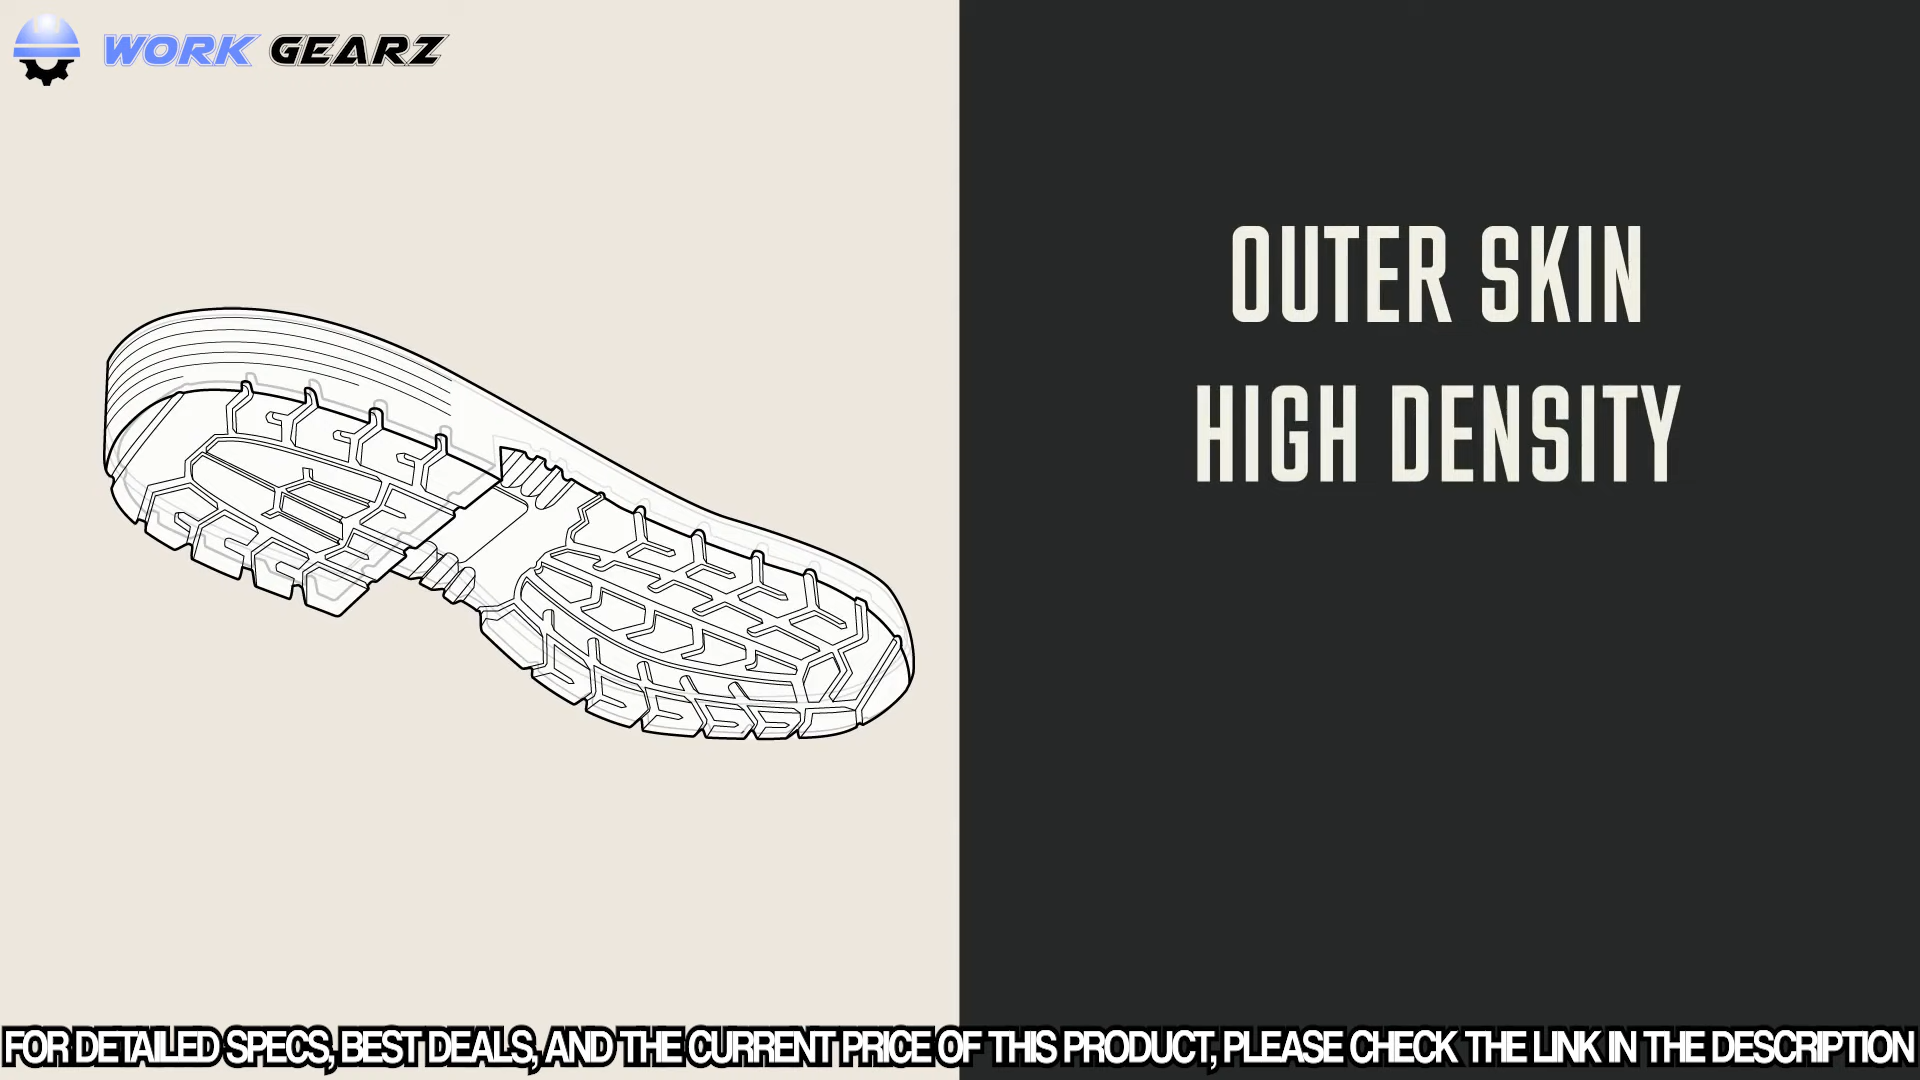 WORK GEARZ
OUTER SKIN
HIGH DENSITY
FOR DETAILED SPECS, BEST DEALS, AND THE CURRENT PRICE OF THIS PRODUCT, PLEASE CHECK THE LINK IN THE DESCRIPTION